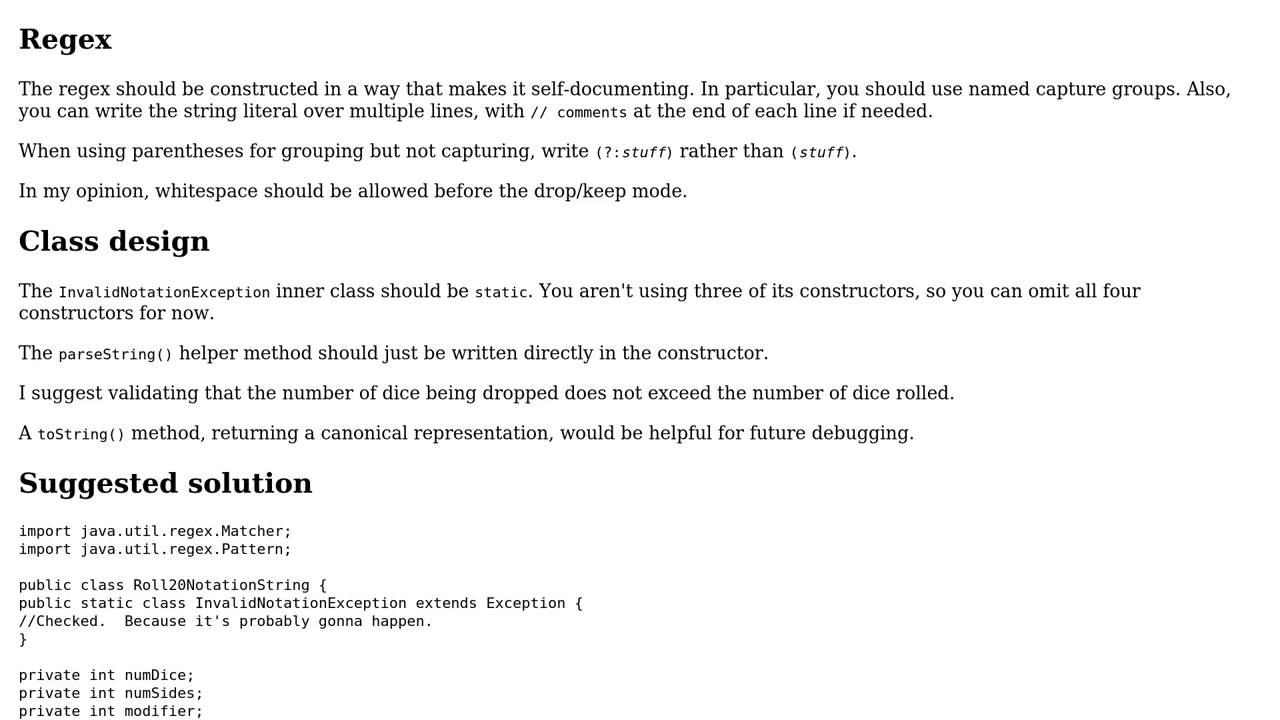 Regex
The regex should be constructed in a way that makes it self-documenting. In particular, you should use named capture groups. Also,
you can write the string literal over multiple lines, with // comments at the end of each line if needed.
When using parentheses for grouping but not capturing, write (?:stuff) rather than (stuff).
In my opinion, whitespace should be allowed before the drop/keep mode.
Class design
The InvalidNotationException inner class should be static. You aren't using three of its constructors, so you can omit all four
constructors for now.
The parseString() helper method should just be written directly in the constructor.
I suggest validating that the number of dice being dropped does not exceed the number of dice rolled.
A toString() method, returning a canonical representation, would be helpful for future debugging.
Suggested solution
import java.util.regex.Matcher;
import java.util.regex.Pattern;
public class Roll20NotationString {
public static class InvalidNotationException extends Exception {
//Checked.  Because it's probably gonna happen.
}
private int numDice;
private int numSides;
private int modifier;